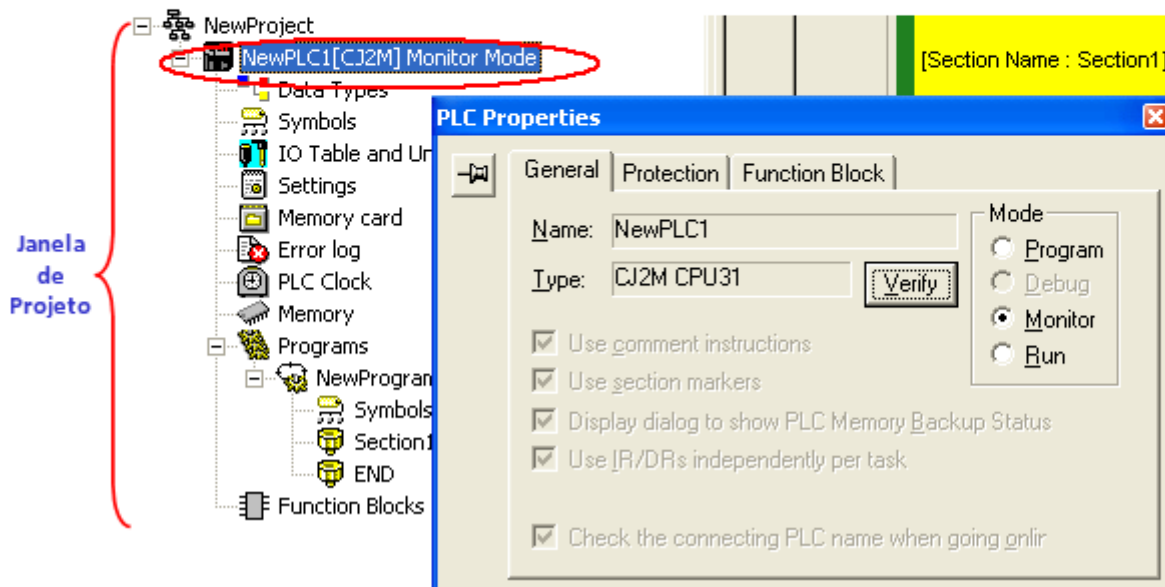 NewProject
NewPLC1[CJ2M] Monitor Mode
Data Types
Symbols
IO Table and Un
Settings
Memory card
Error log
PLC Clock
Memory
Programs
NewProgran
Symbols
Section1
END
Function Blocks
Janela
de
Projeto
[Section Name : Section1]
PLC Properties
General Protection Function Block
Name: NewPLC1
Type: CJ2M CPU31 Verify
Use comment instructions
Use section markers
Display dialog to show PLC Memory Backup Status
Use IR/DRs independently per task
Check the connecting PLC name when going onlin
Mode
Program
Debug
Monitor
Run